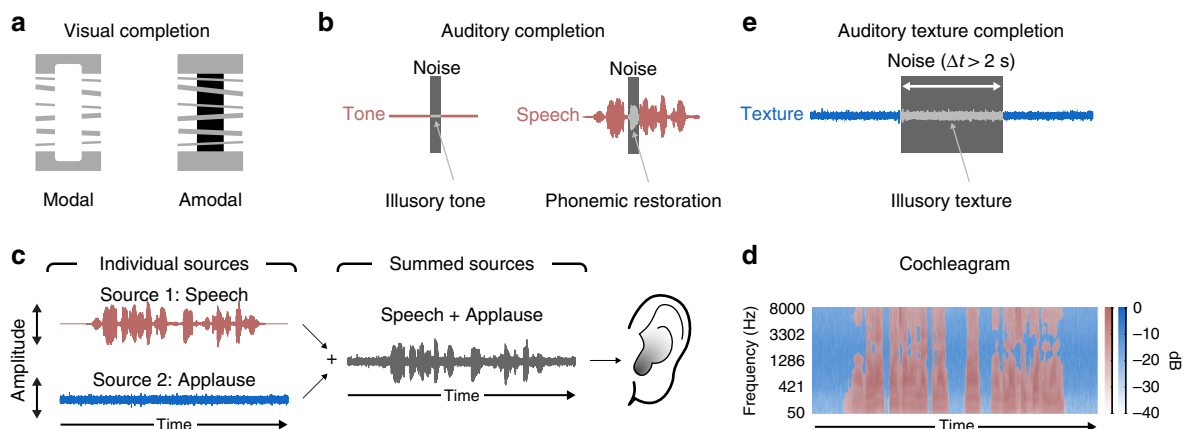 a
Visual completion
Modal
Amodal
b
Auditory completion
Noise
Noise
Tone
Speech
Illusory tone
Phonemic restoration
e
Auditory texture completion
Noise (Δt > 2 s)
Texture
Illusory texture
c
Individual sources
Summed sources
Source 1: Speech
Amplitude
Source 2: Applause
Time
+
Speech + Applause
Time
d
Cochleagram
Frequency (Hz)
8000
3302
1286
421
50
Time
0
−10
−20
−30
−40
dB